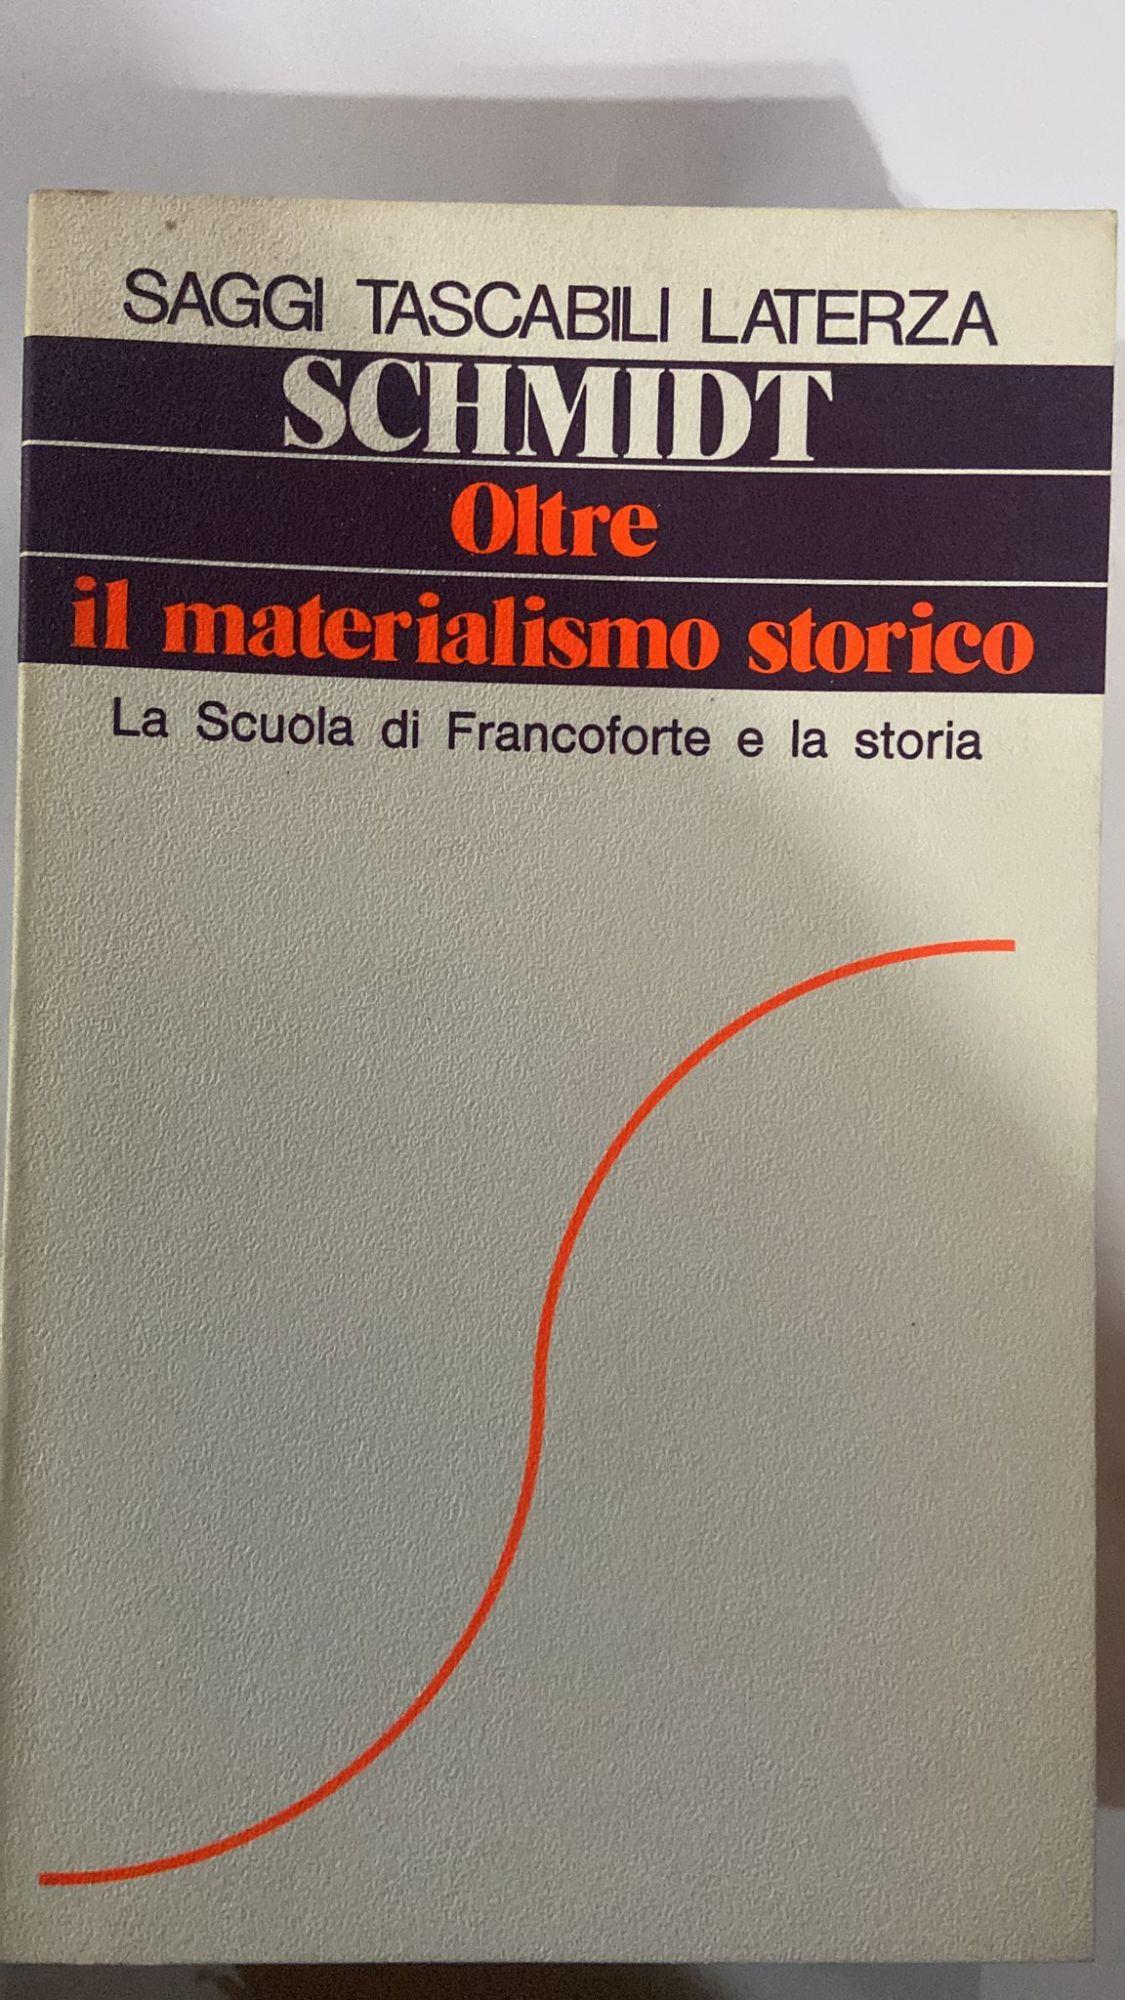 SAGGI TASCABILI LATERZA
SCHMIDT
Oltre
il materialismo storico
La Scuola di Francoforte e la storia